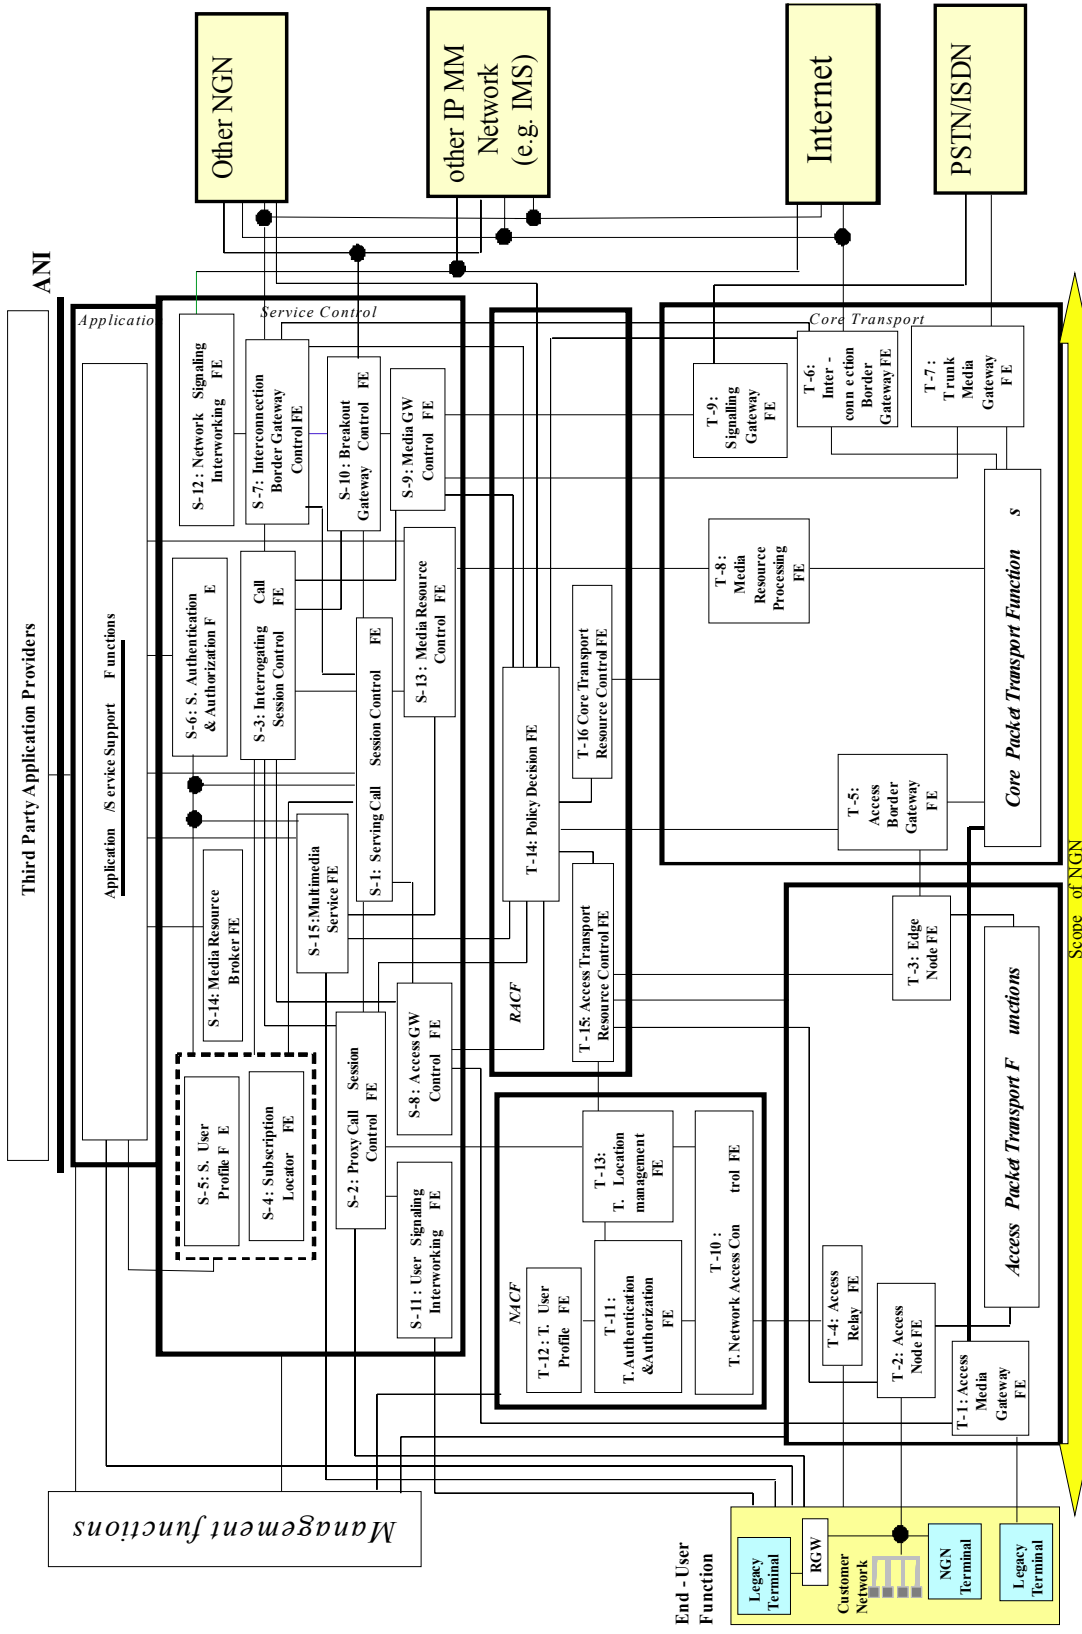 Third Party Application Providers
ANI
Application
Application /Service Support Functions
Service Control
S-5: S. User
Profile F E
S-4: Subscription
Locator FE
S-14: Media Resource
Broker FE
S-6: S. Authentication
& Authorization F E
S-12: Network Signaling
Interworking FE
S-3: Interrogating Call
Session Control FE
S-7: Interconnection
Border Gateway
Control FE
S-15: Multimedia
Service FE
S-2: Proxy Call Session
Control FE
S-1: Serving Call Session Control FE
S-10: Breakout
Gateway Control FE
S-11: User Signaling
Interworking FE
S-8: Access GW
Control FE
S-13: Media Resource
Control FE
S-9: Media GW
Control FE
Other NGN
other IP MM
Network
(e.g. IMS)
Internet
PSTN/ISDN
Management functions
NACF
T-12: T. User
Profile FE
T-11:
T. Authentication
&Authorization
FE
T-13:
T. Location
management
FE
T-10:
T. Network Access Con trol FE
RACF
T-14: Policy Decision FE
T-15: Access Transport
Resource Control FE
T-16 Core Transport
Resource Control FE
T-4: Access
Relay FE
T-2: Access
Node FE
T-1: Access
Media
Gateway
FE
T-3: Edge
Node FE
Access Packet Transport F unctions
Core Transport
T-5:
Access
Border
Gateway
FE
T-8:
Media
Resource
Processing
FE
T-9:
Signalling
Gateway
FE
T-6:
Inter-
conn ection
Border
Gateway FE
T-7:
Trunk
Media
Gateway
F E
Core Packet Transport Function s
End-User
Function
Legacy
Terminal
RGW
Customer
Network
NGN
Terminal
Legacy
Terminal
Scope of NGN